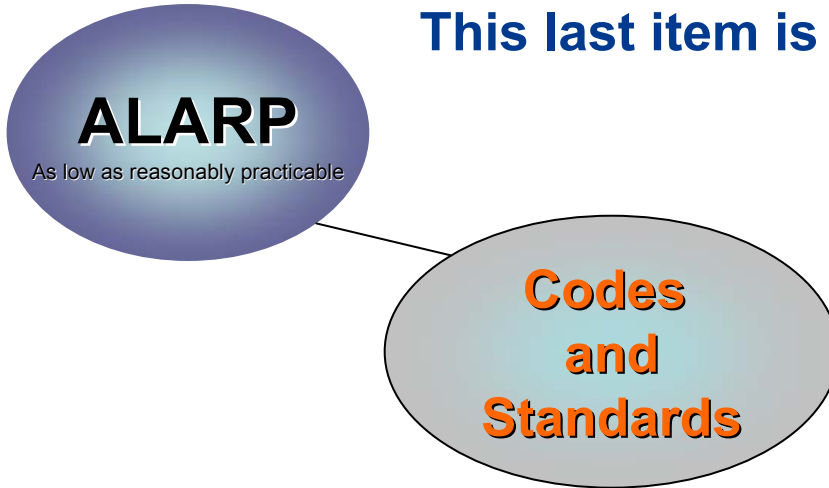 This last item is
ALARP
As low as reasonably practicable
Codes
and
Standards